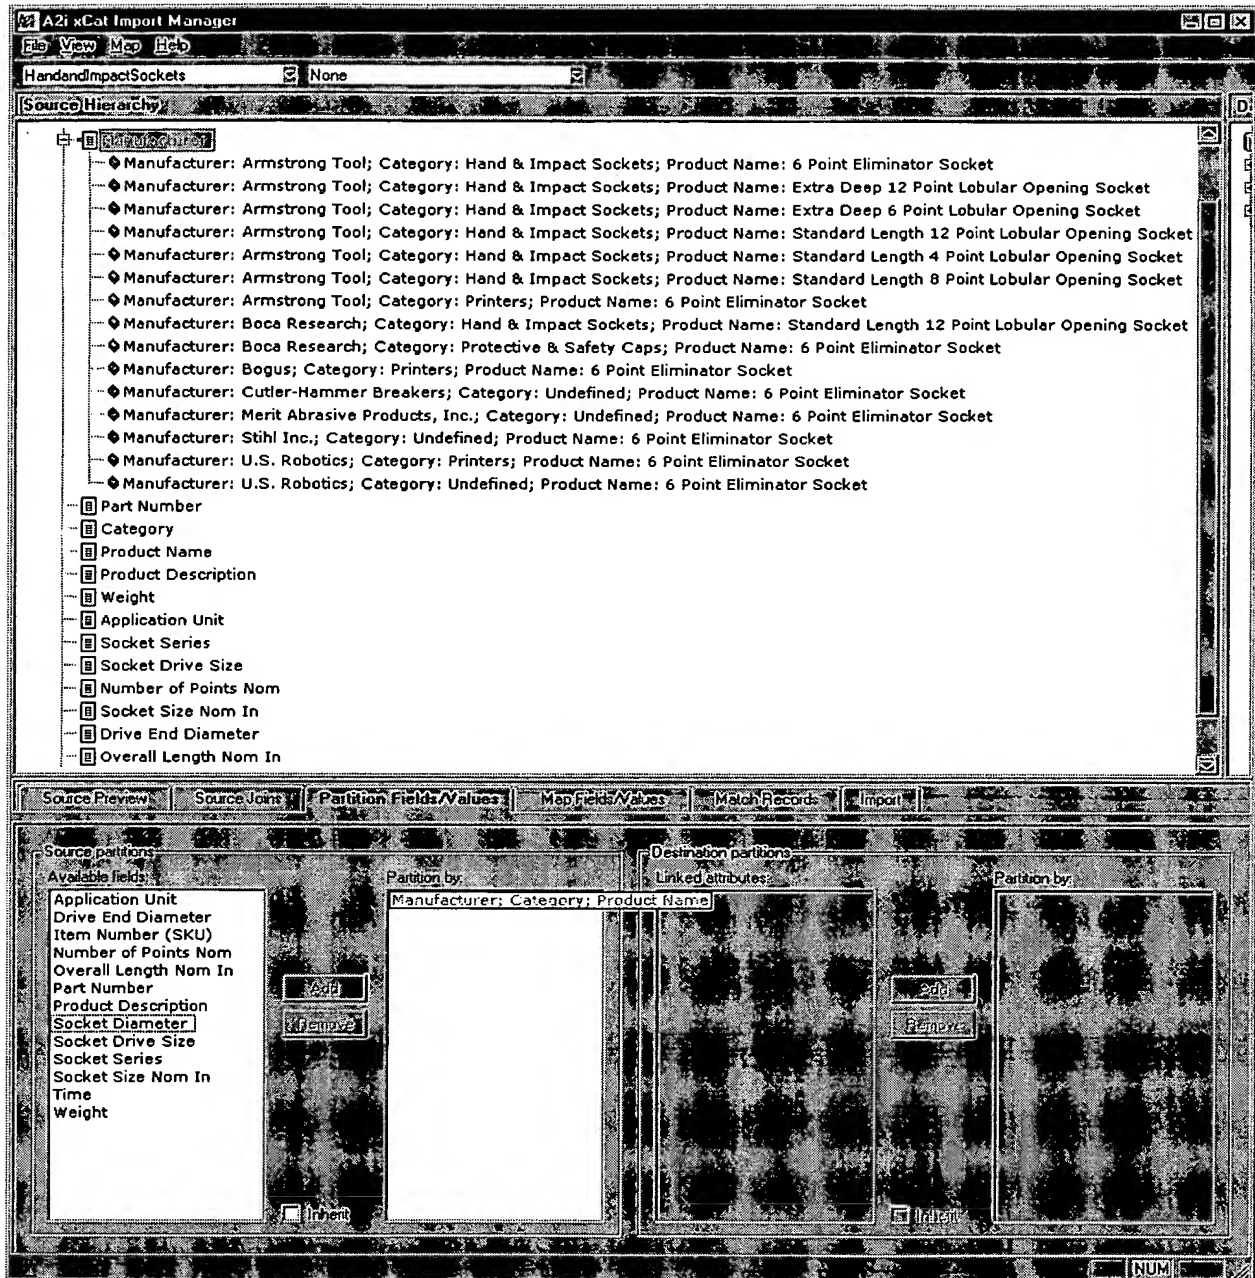 A2i xCat Import Manager
File View Map Help
HandandImpactSockets None
Source Hierarchy D
Manufacturer
Manufacturer: Armstrong Tool; Category: Hand & Impact Sockets; Product Name: 6 Point Eliminator Socket
Manufacturer: Armstrong Tool; Category: Hand & Impact Sockets; Product Name: Extra Deep 12 Point Lobular Opening Socket
Manufacturer: Armstrong Tool; Category: Hand & Impact Sockets; Product Name: Extra Deep 6 Point Lobular Opening Socket
Manufacturer: Armstrong Tool; Category: Hand & Impact Sockets; Product Name: Standard Length 12 Point Lobular Opening Socket
Manufacturer: Armstrong Tool; Category: Hand & Impact Sockets; Product Name: Standard Length 4 Point Lobular Opening Socket
Manufacturer: Armstrong Tool; Category: Hand & Impact Sockets; Product Name: Standard Length 8 Point Lobular Opening Socket
Manufacturer: Armstrong Tool; Category: Printers; Product Name: 6 Point Eliminator Socket
Manufacturer: Boca Research; Category: Hand & Impact Sockets; Product Name: Standard Length 12 Point Lobular Opening Socket
Manufacturer: Boca Research; Category: Protective & Safety Caps; Product Name: 6 Point Eliminator Socket
Manufacturer: Bogus; Category: Printers; Product Name: 6 Point Eliminator Socket
Manufacturer: Cutler-Hammer Breakers; Category: Undefined; Product Name: 6 Point Eliminator Socket
Manufacturer: Merit Abrasive Products, Inc.; Category: Undefined; Product Name: 6 Point Eliminator Socket
Manufacturer: Stihl Inc.; Category: Undefined; Product Name: 6 Point Eliminator Socket
Manufacturer: U.S. Robotics; Category: Printers; Product Name: 6 Point Eliminator Socket
Manufacturer: U.S. Robotics; Category: Undefined; Product Name: 6 Point Eliminator Socket
Part Number
Category
Product Name
Product Description
Weight
Application Unit
Socket Series
Socket Drive Size
Number of Points Nom
Socket Size Nom In
Drive End Diameter
Overall Length Nom In
Source Preview Source Joins Partition Fields/Values Map Fields/Values Match Records Import
Source partitions
Available fields:
Application Unit
Drive End Diameter
Item Number (SKU)
Number of Points Nom
Overall Length Nom In
Part Number
Product Description
Socket Diameter
Socket Drive Size
Socket Series
Socket Size Nom In
Time
Weight
Add
Remove
Inherit
Partition by:
Manufacturer; Category; Product Name
Destination partitions
Linked attributes:
Add
Remove
Inherit
Partition by:
NUM